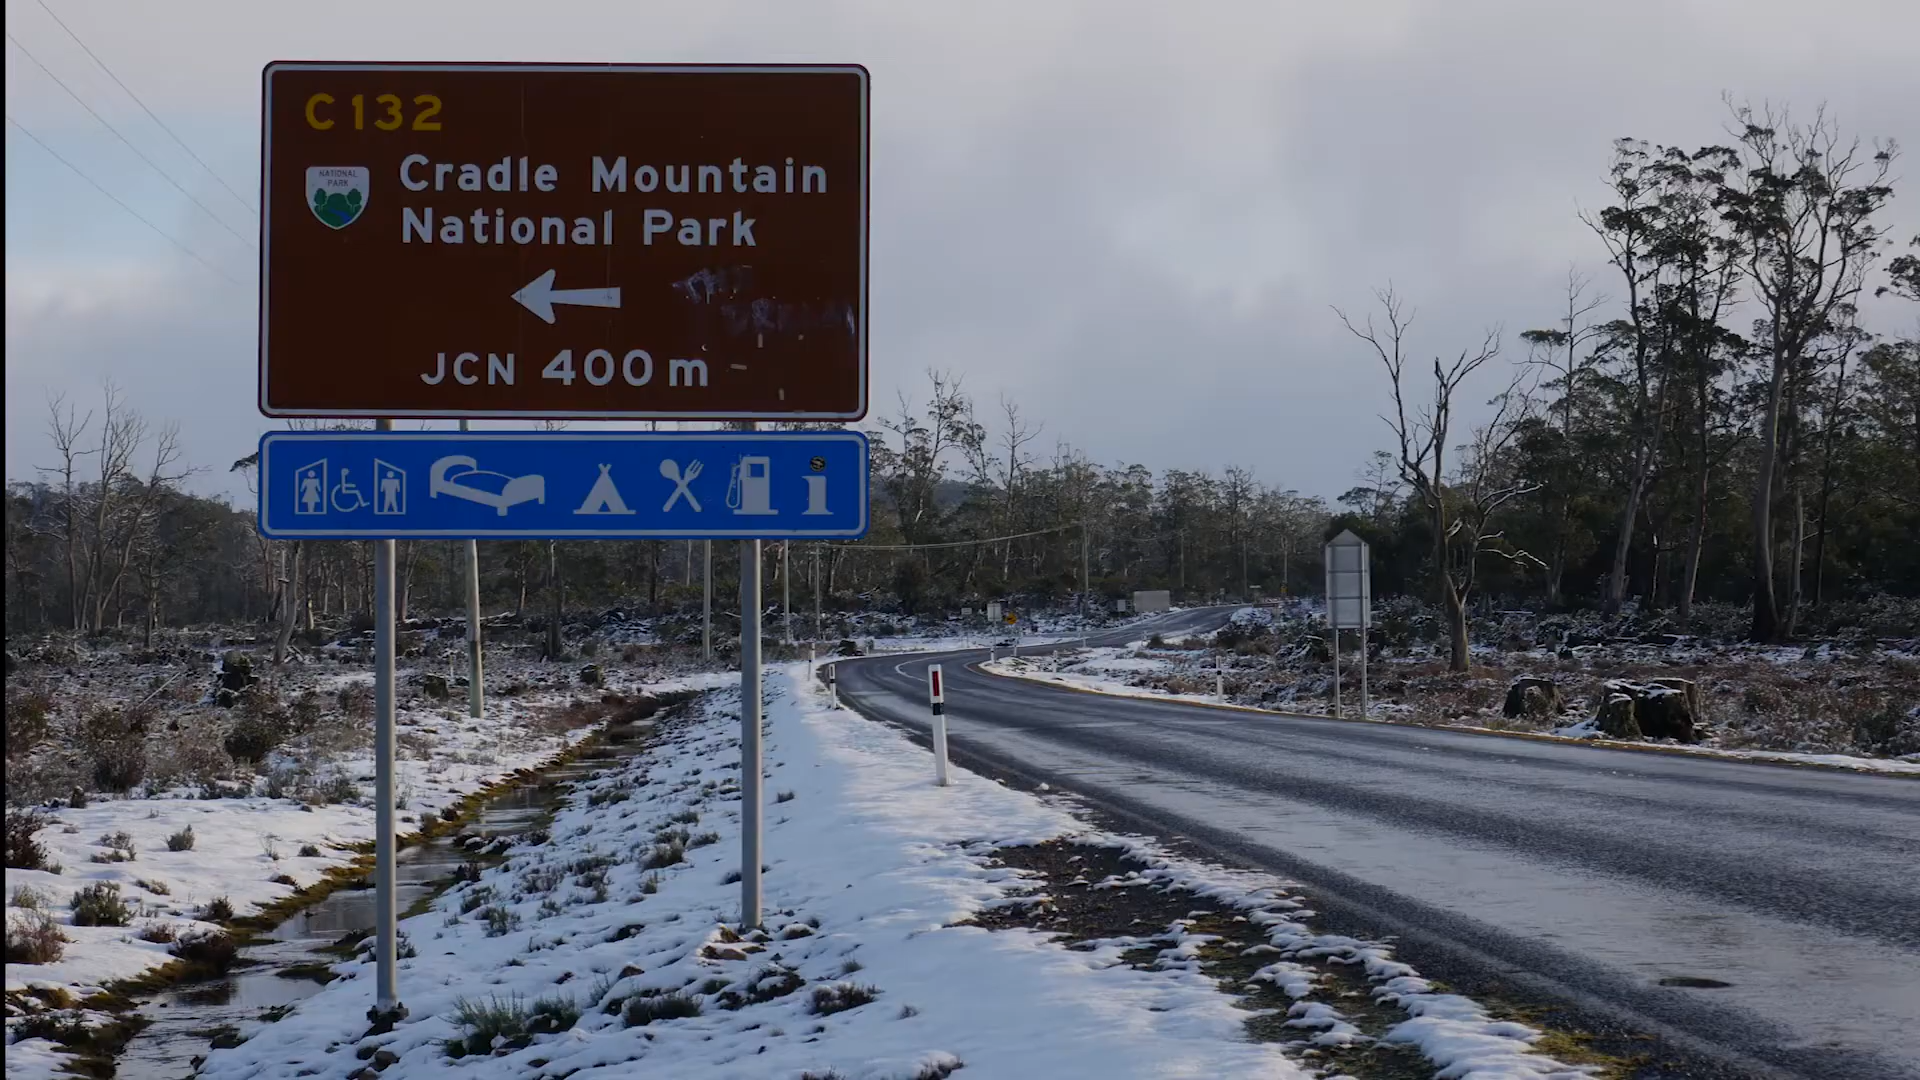 C132
NATIONAL
PARK
Cradle Mountain
National Park
JCN 400m
i